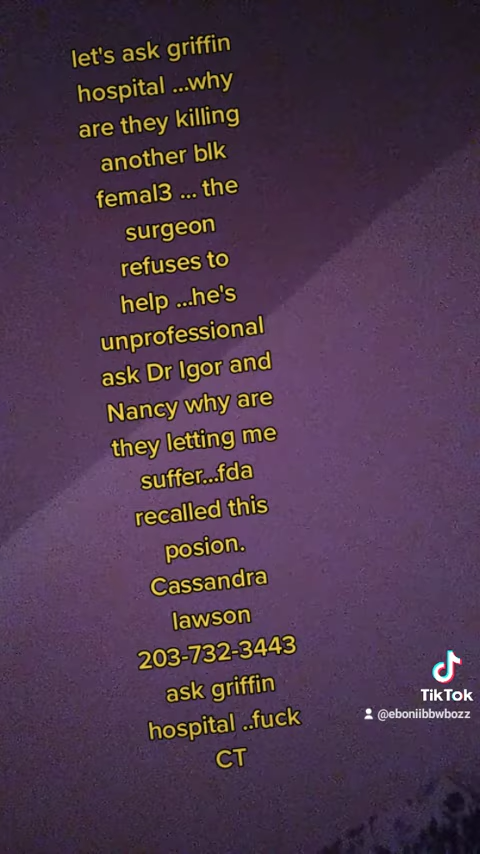 let's ask griffin
hospital ...why
are they killing
another blk
femal3 ... the
surgeon
refuses to
help ...he's
unprofessional
ask Dr Igor and
Nancy why are
they letting me
suffer...fda
recalled this
posion.
Cassandra
lawson
203-732-3443
ask griffin
hospital ..fuck
CT
TikTok
@eboniibbwbozz